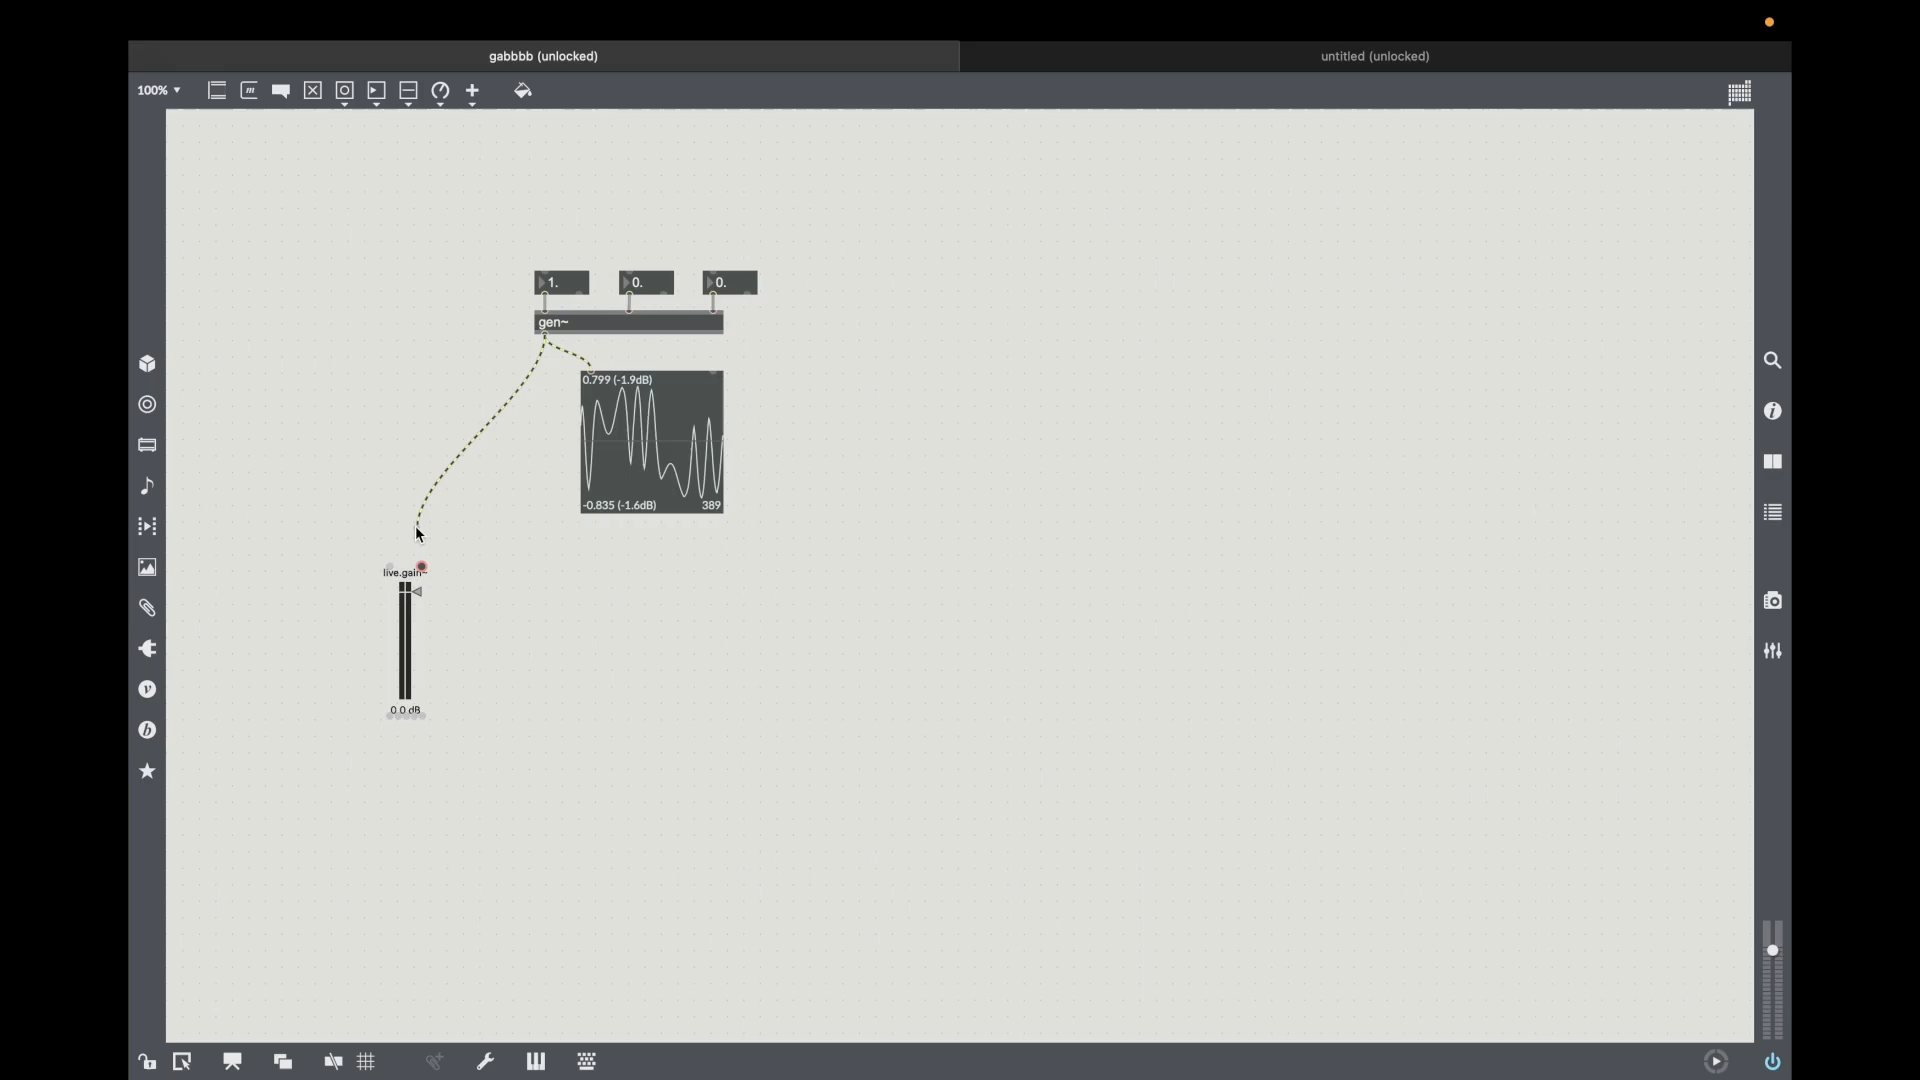 gabbbb (unlocked)
untitled (unlocked)
100%
1.
0.
0.
gen~
0.799 (-1.9dB)
-0.835 (-1.6dB)
389
live.gain~
0.0 dB